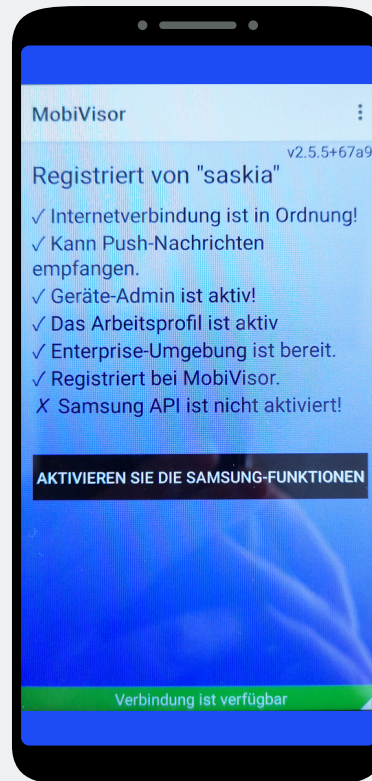 MobiVisor
v2.5.5+67a9
Registriert von "saskia"
✓ Internetverbindung ist in Ordnung!
✓ Kann Push-Nachrichten
empfangen.
✓ Geräte-Admin ist aktiv!
✓ Das Arbeitsprofil ist aktiv
✓ Enterprise-Umgebung ist bereit.
✓ Registriert bei MobiVisor.
✗ Samsung API ist nicht aktiviert!
AKTIVIEREN SIE DIE SAMSUNG-FUNKTIONEN
Verbindung ist verfügbar